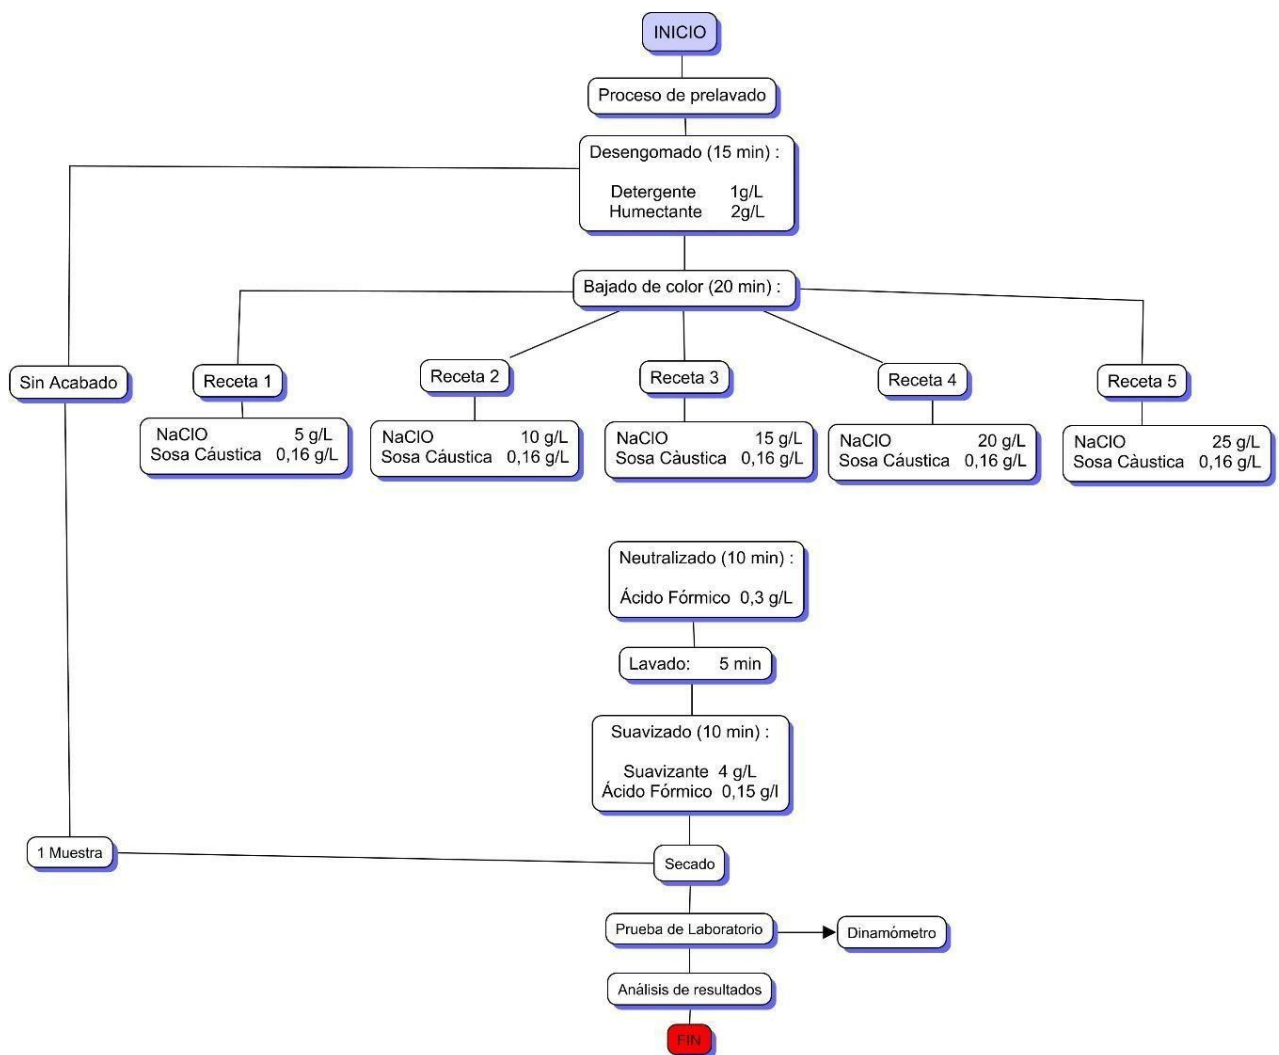 INICIO
Proceso de prelavado
Desengomado (15 min) :
Detergente 1g/L
Humectante 2g/L
Bajado de color (20 min) :
Sin Acabado
Receta 1
NaClO 5 g/L
Sosa Cáustica 0,16 g/L
Receta 2
NaClO 10 g/L
Sosa Cáustica 0,16 g/L
Receta 3
NaClO 15 g/L
Sosa Càustica 0,16 g/L
Receta 4
NaClO 20 g/L
Sosa Cáustica 0,16 g/L
Receta 5
NaClO 25 g/L
Sosa Càustica 0,16 g/L
Neutralizado (10 min) :
Ácido Fórmico 0,3 g/L
Lavado: 5 min
Suavizado (10 min) :
Suavizante 4 g/L
Ácido Fórmico 0,15 g/l
1 Muestra
Secado
Prueba de Laboratorio
Dinamómetro
Análisis de resultados
FIN